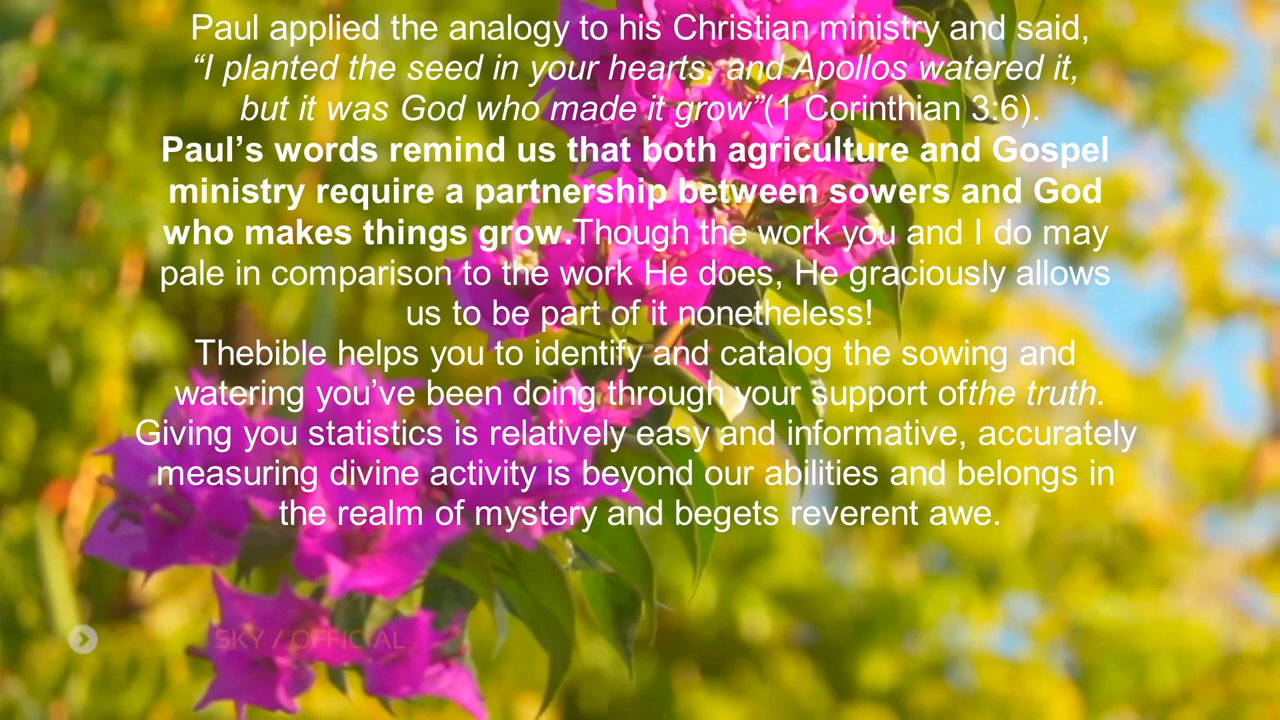 Paul applied the analogy to his Christian ministry and said,
“I planted the seed in your hearts, and Apollos watered it,
but it was God who made it grow”(1 Corinthian 3:6).
Paul’s words remind us that both agriculture and Gospel
ministry require a partnership between sowers and God
who makes things grow.Though the work you and I do may
pale in comparison to the work He does, He graciously allows
us to be part of it nonetheless!
Thebible helps you to identify and catalog the sowing and
watering you’ve been doing through your support ofthe truth.
Giving you statistics is relatively easy and informative, accurately
measuring divine activity is beyond our abilities and belongs in
the realm of mystery and begets reverent awe.
SKY / OFFICIAL